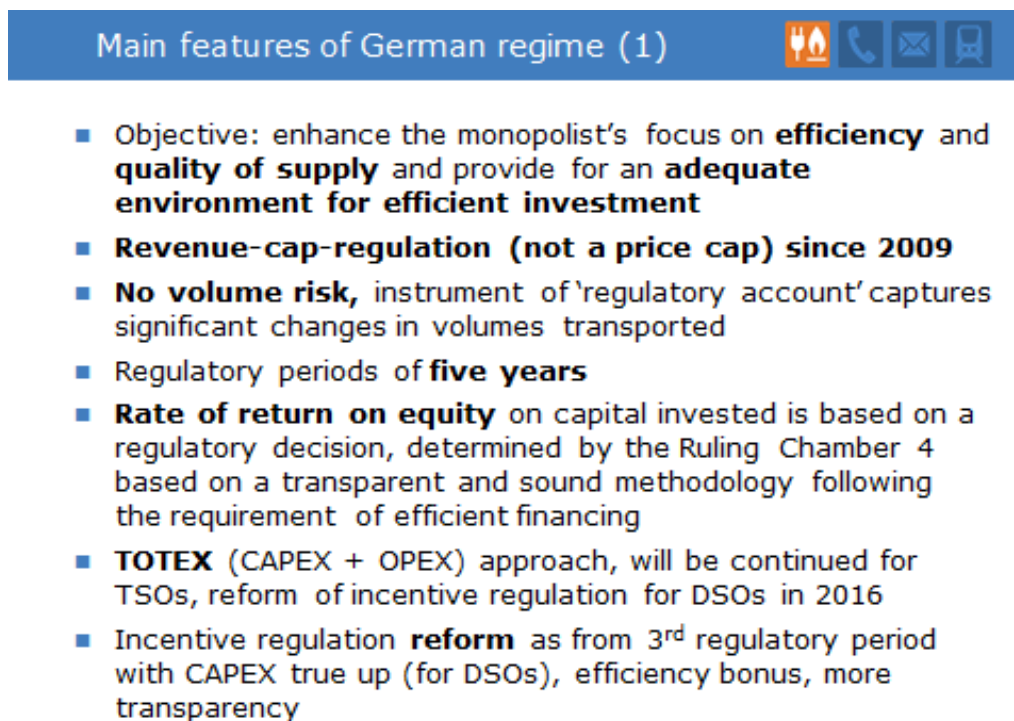 Main features of German regime (1)
Objective: enhance the monopolist's focus on efficiency and
quality of supply and provide for an adequate
environment for efficient investment
Revenue-cap-regulation (not a price cap) since 2009
No volume risk, instrument of 'regulatory account' captures
significant changes in volumes transported
Regulatory periods of five years
Rate of return on equity on capital invested is based on a
regulatory decision, determined by the Ruling Chamber 4
based on a transparent and sound methodology following
the requirement of efficient financing
TOTEX (CAPEX + OPEX) approach, will be continued for
TSOs, reform of incentive regulation for DSOs in 2016
Incentive regulation reform as from 3rd regulatory period
with CAPEX true up (for DSOs), efficiency bonus, more
transparency